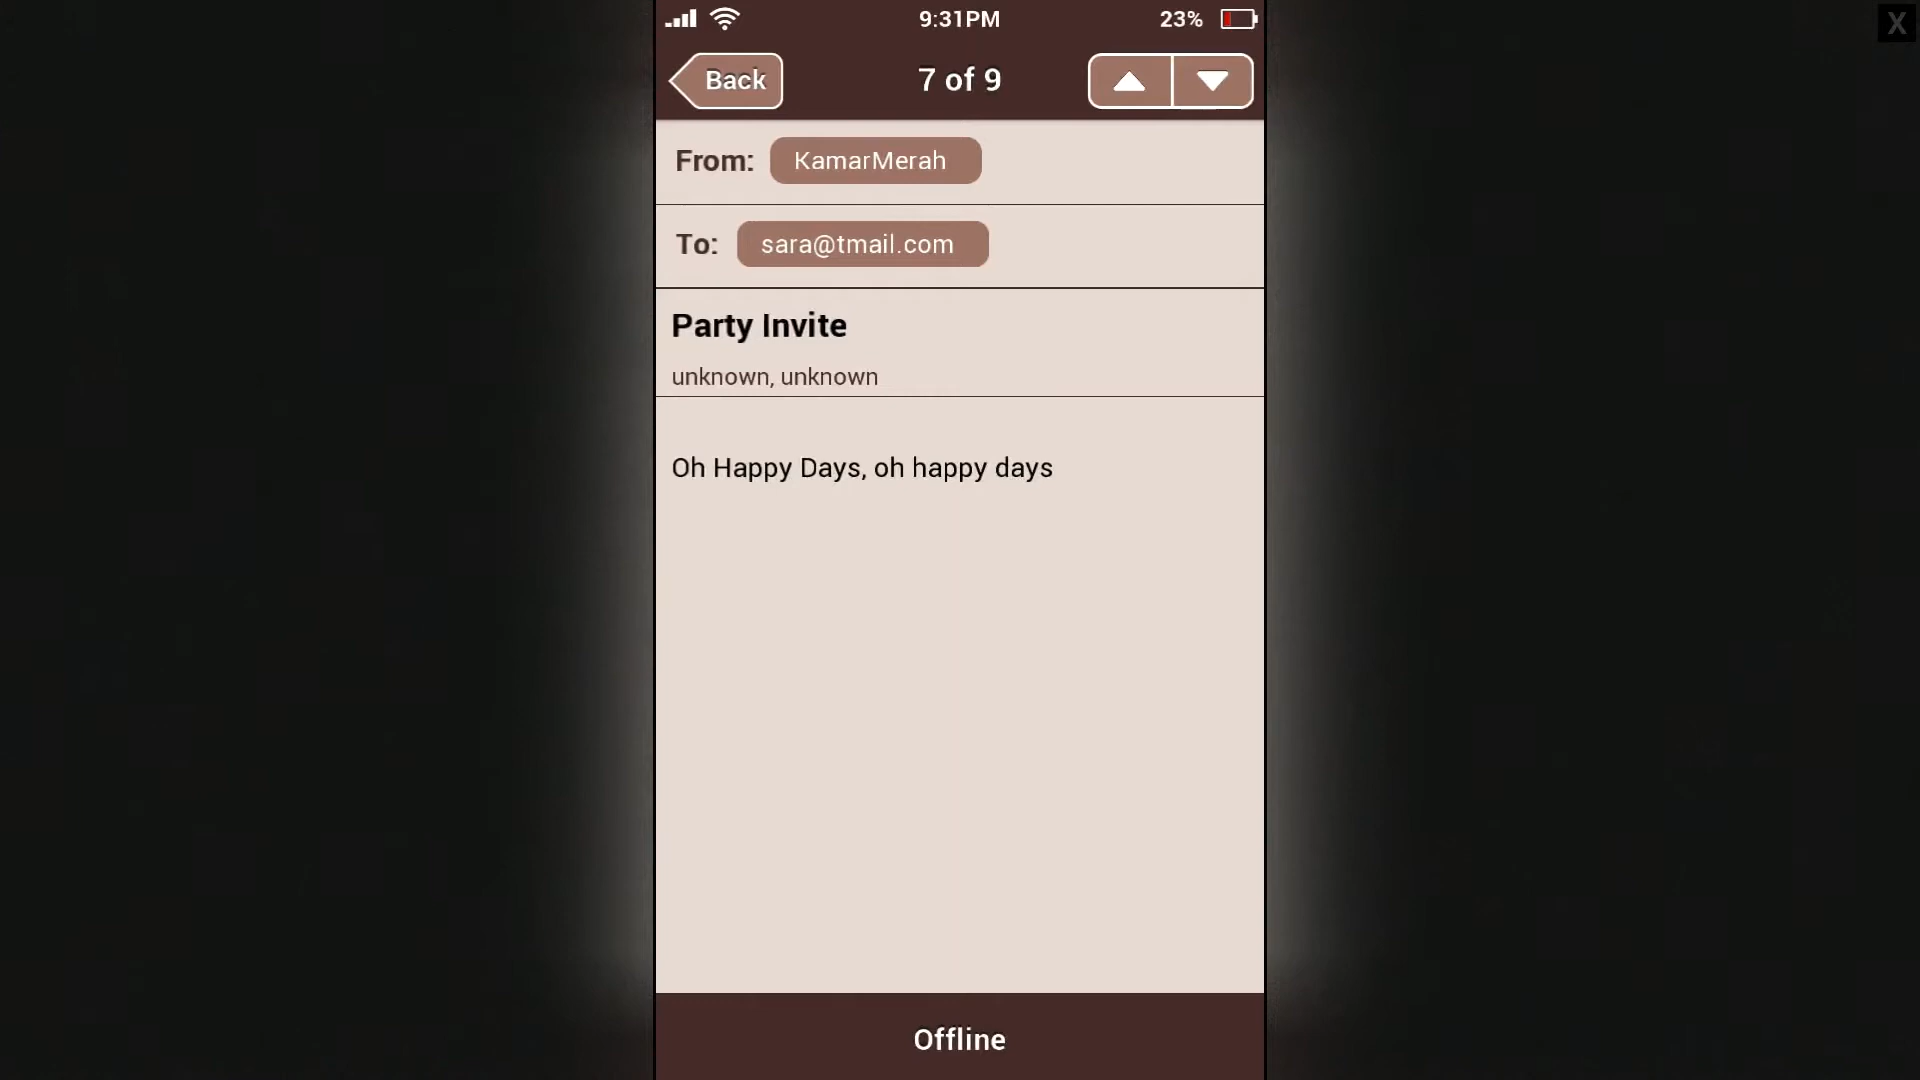 9:31PM
23%
X
Back
7 of 9
From: KamarMerah
To: sara@tmail.com
Party Invite
unknown, unknown
Oh Happy Days, oh happy days
Offline